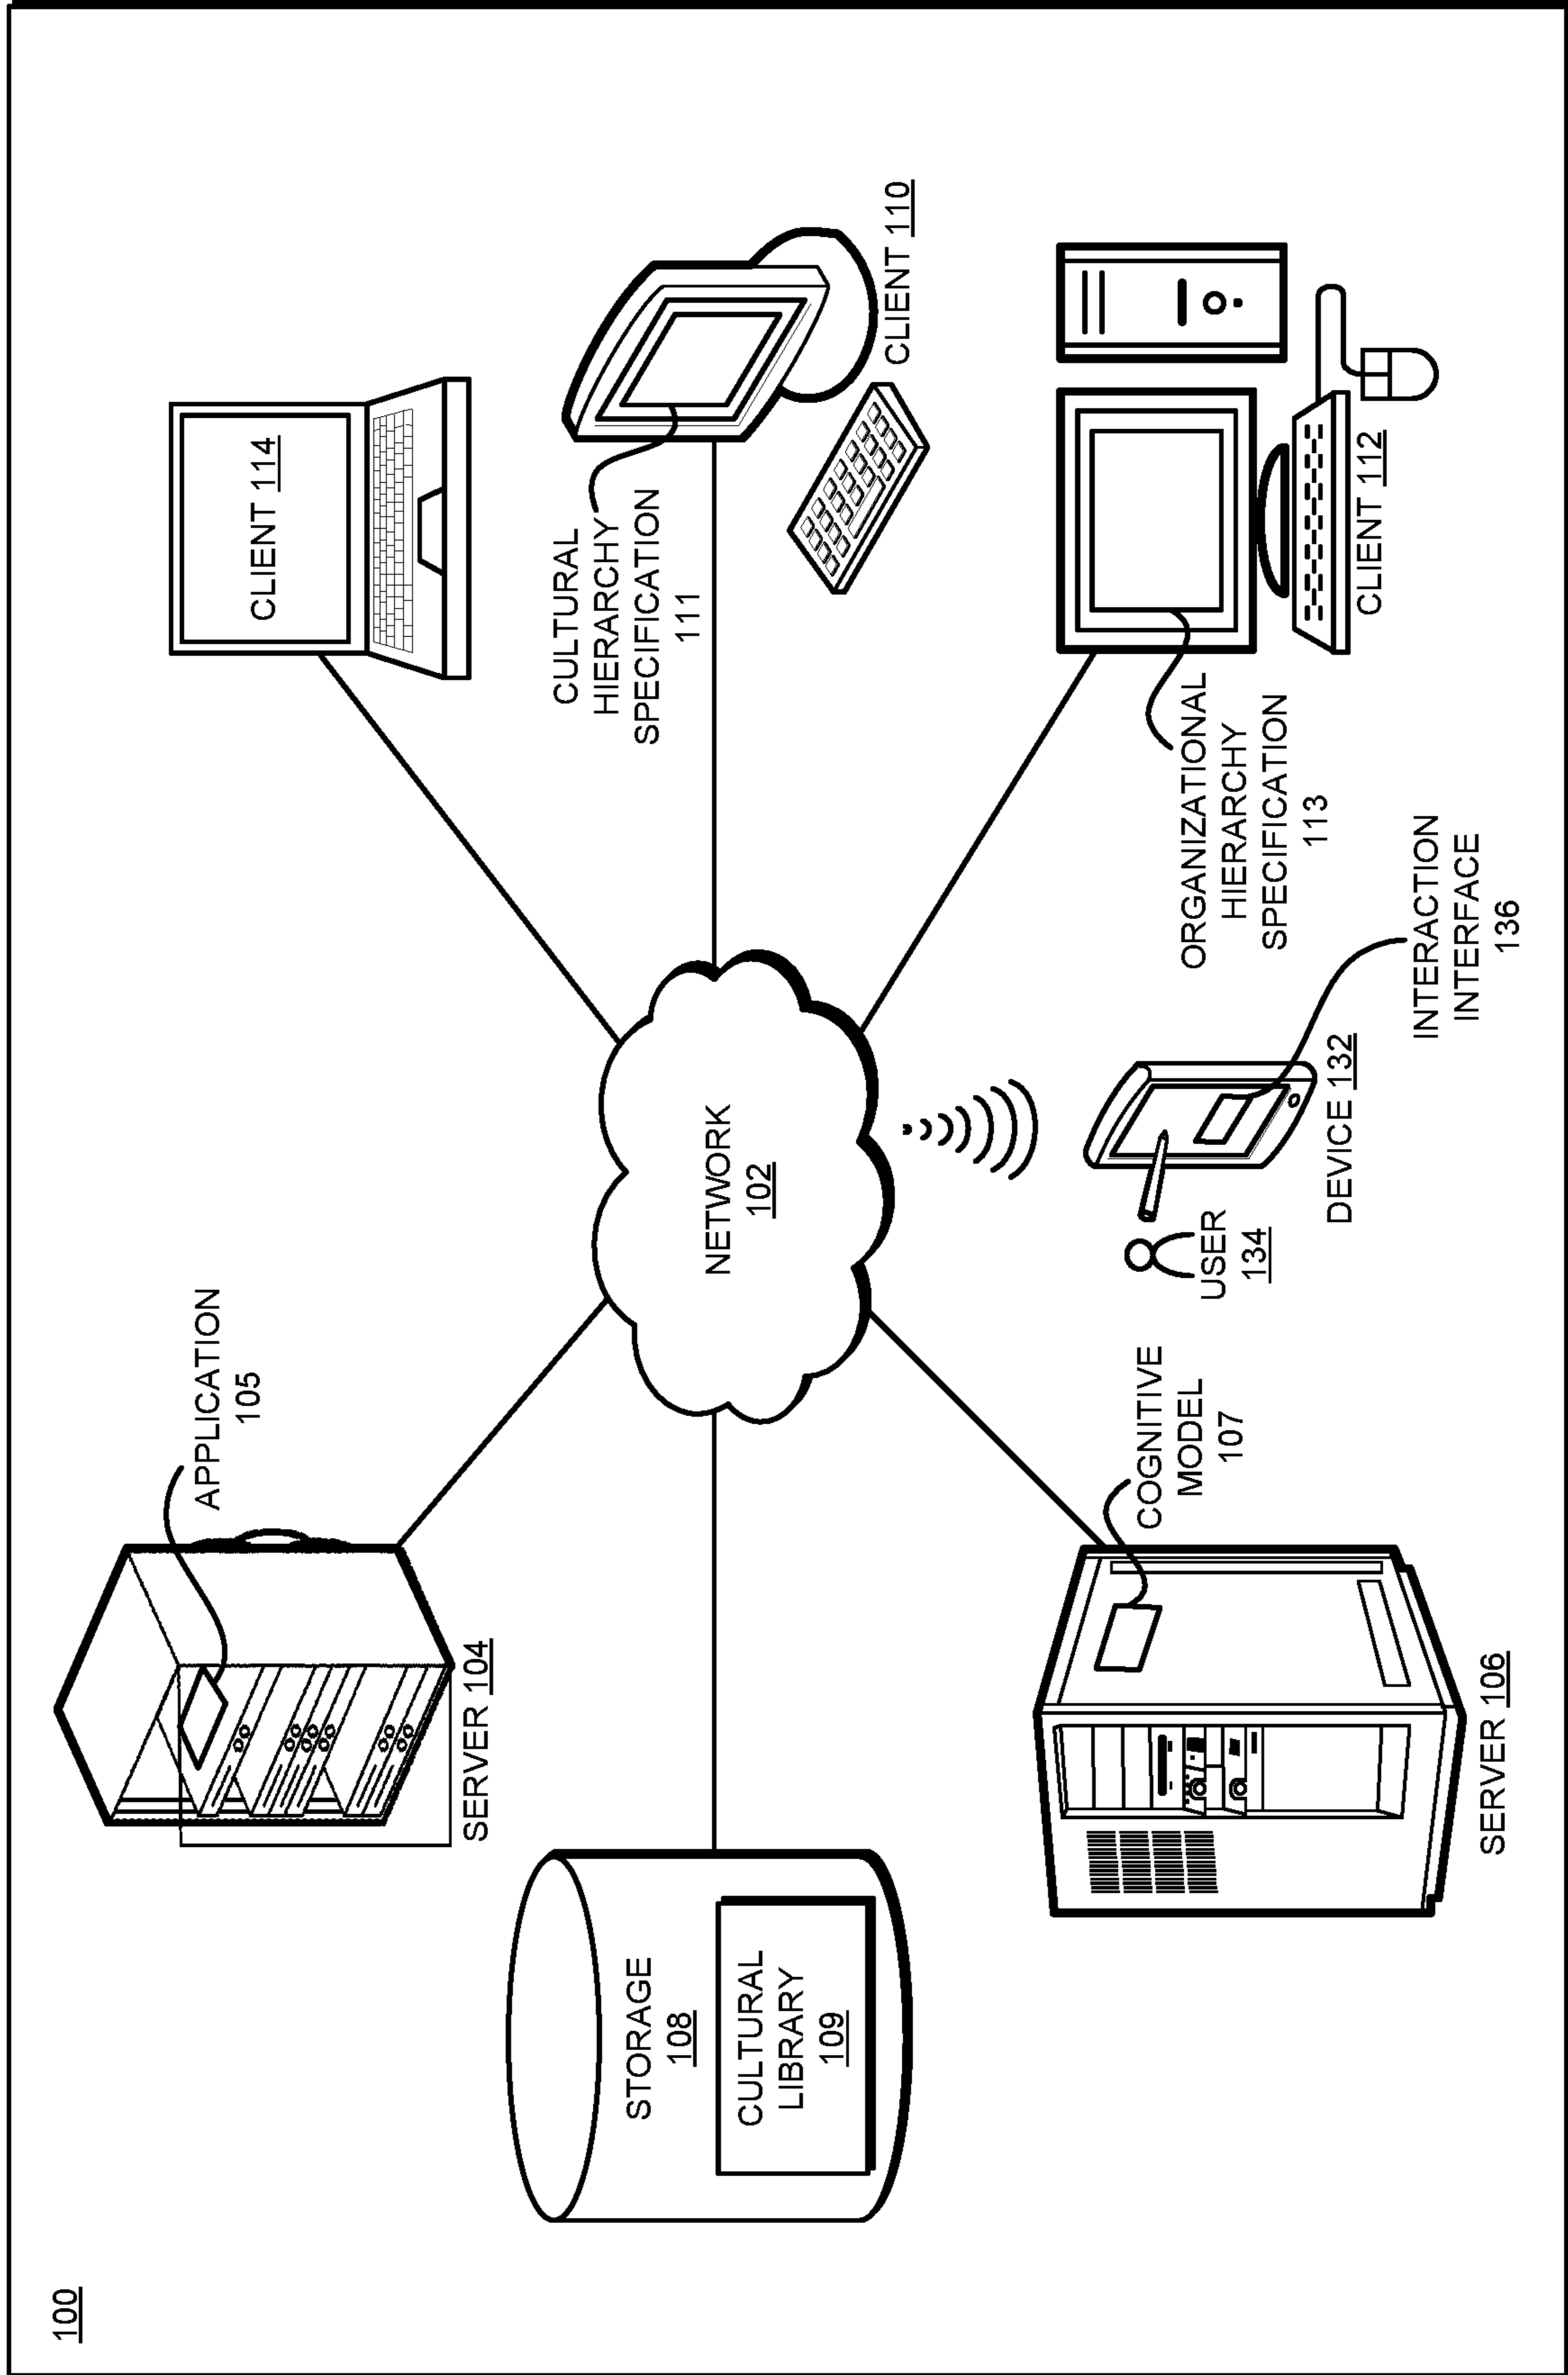 100
APPLICATION
105
SERVER 104
STORAGE
108
CULTURAL
LIBRARY
109
COGNITIVE
MODEL
107
SERVER 106
NETWORK
102
USER
134
DEVICE 132
INTERACTION
INTERFACE
136
CLIENT 114
CULTURAL
HIERARCHY
SPECIFICATION
111
CLIENT 110
ORGANIZATIONAL
HIERARCHY
SPECIFICATION
113
CLIENT 112